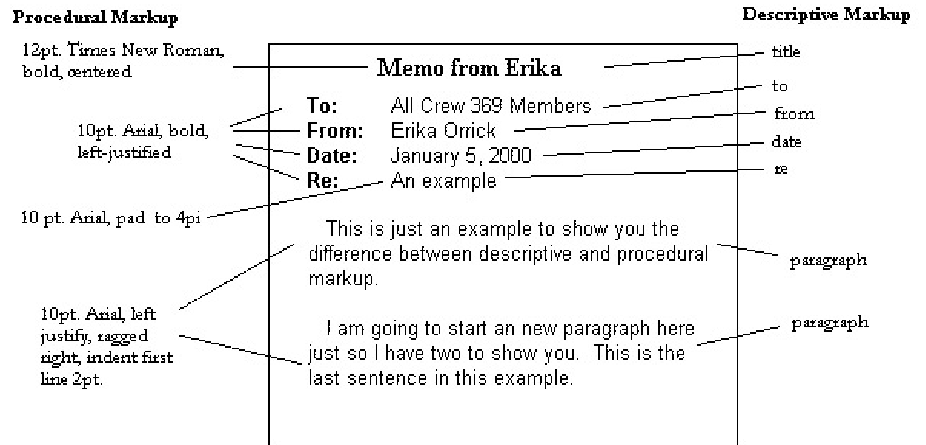 Procedural Markup
12pt. Times New Roman,
bold, centered
10pt. Arial, bold,
left-justified
10 pt. Arial, pad to 4pi
10pt. Arial, left
justify, ragged
right, indent first
line 2pt.
Memo from Erika
To: All Crew 369 Members
From: Erika Orrick
Date: January 5, 2000
Re: An example
This is just an example to show you the
difference between descriptive and procedural
markup.
I am going to start an new paragraph here
just so I have two to show you. This is the
last sentence in this example.
Descriptive Markup
title
to
from
date
re
paragraph
paragraph